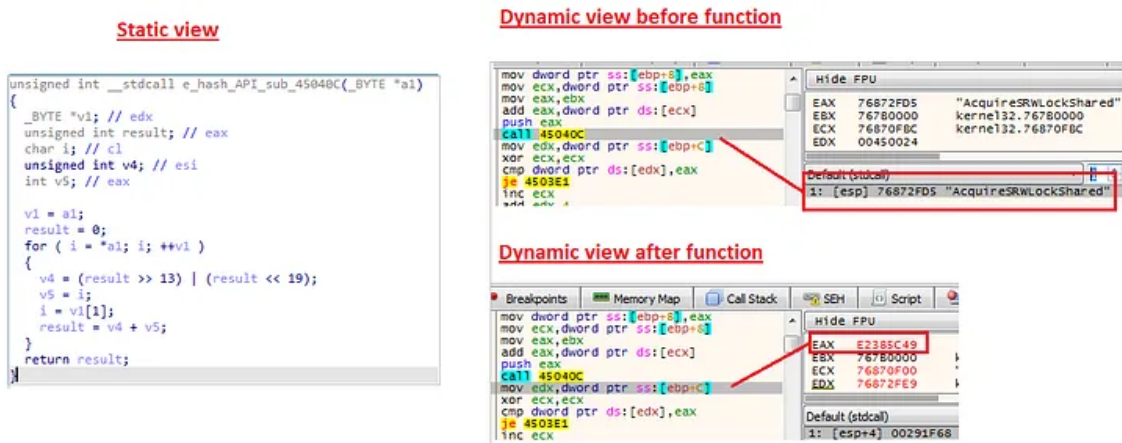 Static view
unsigned int __stdcall e_hash_API_sub_45040C(_BYTE *a1)
{
_BYTE *v1; // edx
unsigned int result; // eax
char i; // cl
unsigned int v4; // esi
int v5; // eax
v1 = a1;
result = 0;
for ( i = *a1; i; ++v1 )
{
v4 = (result >> 13) | (result << 19);
v5 = i;
i = v1[1];
result = v4 + v5;
}
return result;
}
Dynamic view before function
mov dword ptr ss:[ebp+8],eax
mov ecx,dword ptr ss:[ebp+8]
mov eax,ebx
add eax,dword ptr ds:[ecx]
push eax
call 45040C
mov edx,dword ptr ss:[ebp+C]
xor ecx,ecx
cmp dword ptr ds:[edx],eax
je 4503E1
inc ecx
add edx,4
Hide FPU
EAX 76872FD5 "AcquireSRWLockShared"
EBX 767B0000 kernel32.767B0000
ECX 76870FBC kernel32.76870FBC
EDX 00450024
Default (stdcall)
1: [esp] 76872FD5 "AcquireSRWLockShared"
Dynamic view after function
Breakpoints Memory Map Call Stack SEH Script
mov dword ptr ss:[ebp+8],eax
mov ecx,dword ptr ss:[ebp+8]
mov eax,ebx
add eax,dword ptr ds:[ecx]
push eax
call 45040C
mov edx,dword ptr ss:[ebp+C]
xor ecx,ecx
cmp dword ptr ds:[edx],eax
je 4503E1
inc ecx
Hide FPU
EAX E2385C49
EBX 767B0000
ECX 76870F00
EDX 76872FE9
Default (stdcall)
1: [esp+4] 00291F68